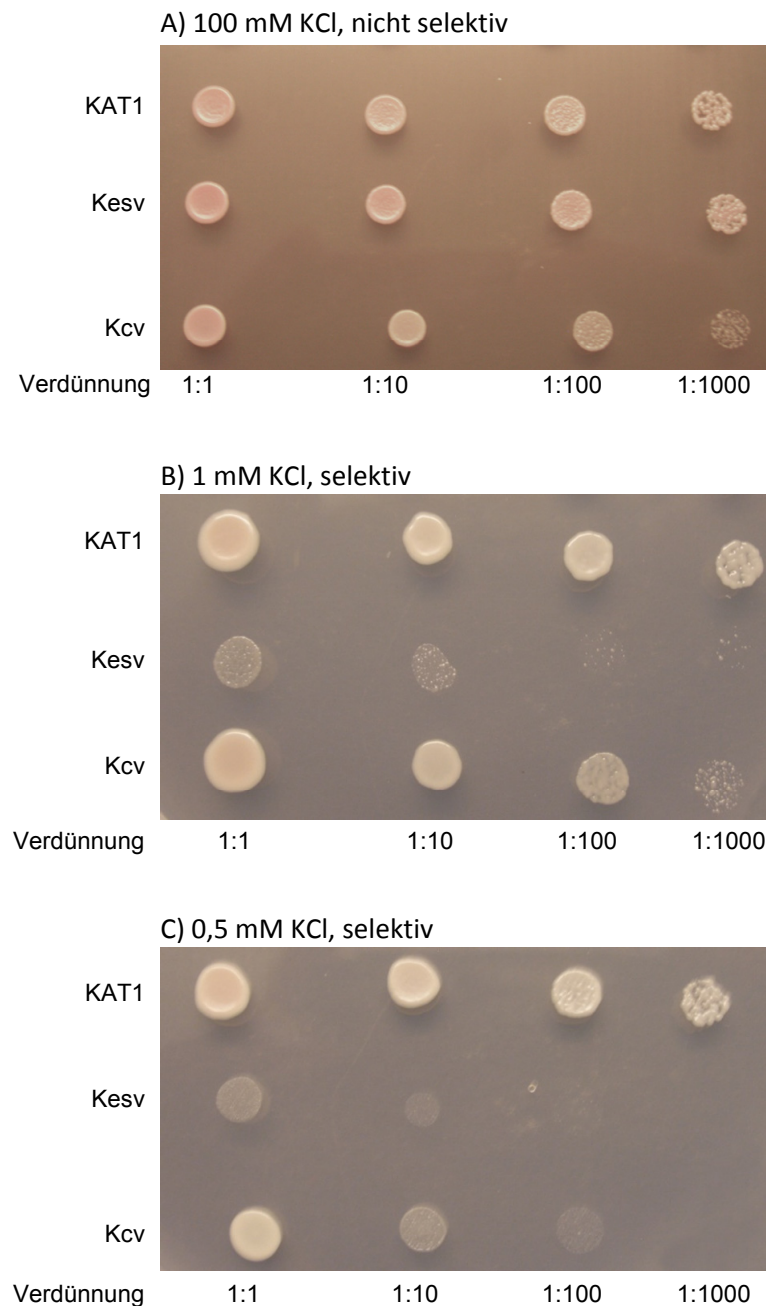 A) 100 mM KCl, nicht selektiv
KAT1
Kesv
Kcv
Verdünnung 1:1 1:10 1:100 1:1000
B) 1 mM KCl, selektiv
KAT1
Kesv
Kcv
Verdünnung 1:1 1:10 1:100 1:1000
C) 0,5 mM KCl, selektiv
KAT1
Kesv
Kcv
Verdünnung 1:1 1:10 1:100 1:1000